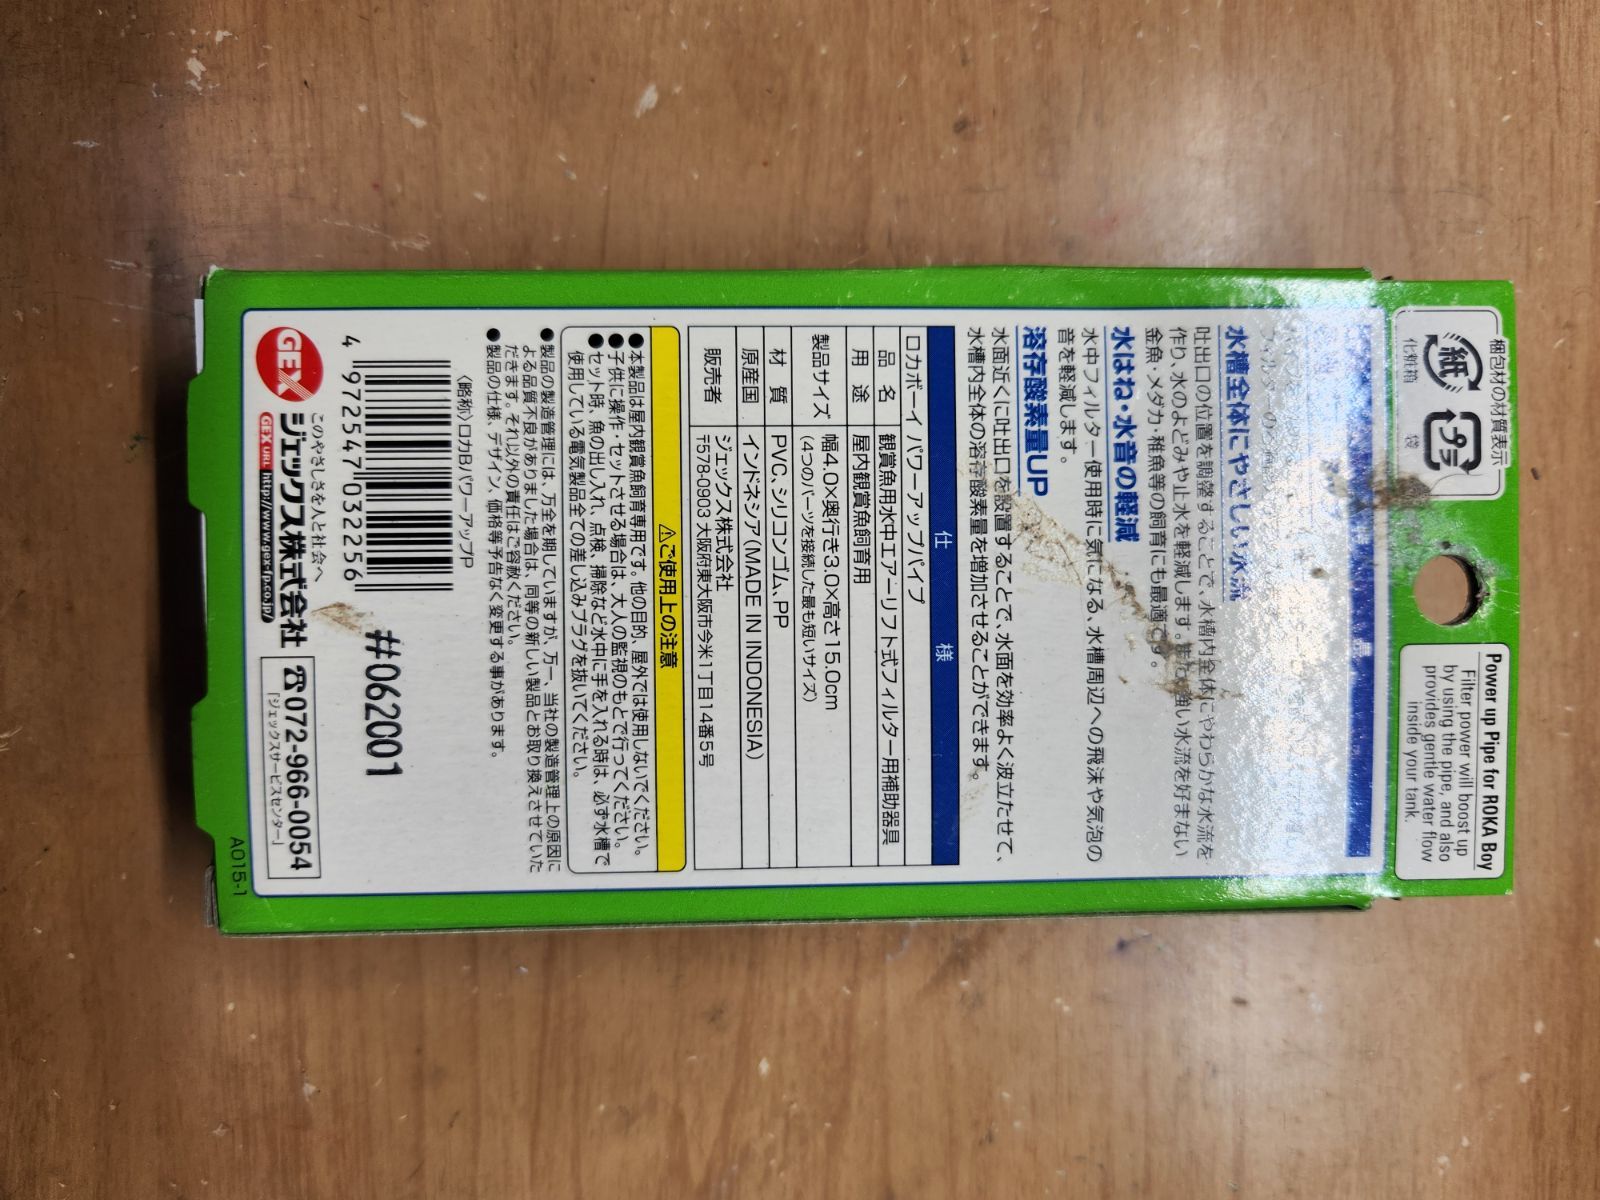 梱包材の材質表示
紙
化粧箱
プラ
袋
Power up Pipe for ROKA Boy
Filter power will boost up
by using the pipe, and also
provides gentle water flow
inside your tank.
水槽全体にやさしい水流
吐出口の位置を調整することで、水槽内全体にやわらかな水流を
作り、水のよどみや止水を軽減します。また、強い水流を好まない
金魚・メダカ・稚魚等の飼育にも最適です。
水はね・水音の軽減
水中フィルター使用時に気になる、水槽周辺への飛沫や気泡の
音を軽減します。
溶存酸素量UP
水面近くに吐出口を設置することで、水面を効率よく波立たせて、
水槽内全体の溶存酸素量を増加させることができます。
仕 様
ロカボーイ パワーアップパイプ
品 名 観賞魚用水中エアーリフト式フィルター用補助器具
用 途 屋内観賞魚飼育用
製品サイズ 幅4.0×奥行き3.0×高さ15.0cm
(4つのパーツを接続した最も短いサイズ)
材 質 PVC、シリコンゴム、PP
原産国 インドネシア(MADE IN INDONESIA)
販売者 ジェックス株式会社
〒578-0903 大阪府東大阪市今米1丁目14番5号
⚠ご使用上の注意
●本製品は屋内観賞魚飼育専用です。他の目的、屋外では使用しないでください。
●子供に操作・セットさせる場合は、大人の監視のもとで行ってください。
●セット時、魚の出し入れ、点検、掃除など水中に手を入れる時は、必ず水槽で
使用している電気製品全ての差し込みプラグを抜いてください。
●製品の製造管理には、万全を期していますが、万一、当社の製造管理上の原因に
よる品質不良がありました場合は、同等の新しい製品とお取り換えさせていた
だきます。それ以外の責任はご容赦ください。
●製品の仕様、デザイン、価格等予告なく変更する事があります。
〈略称〉ロカB/パワーアップP
4 972547 032256
#062001
このやさしさを人と社会へ
GEX
ジェックス株式会社
GEX URL http://www.gex-fp.co.jp/
☎072-966-0054
「ジェックスサービスセンター」
A015-1